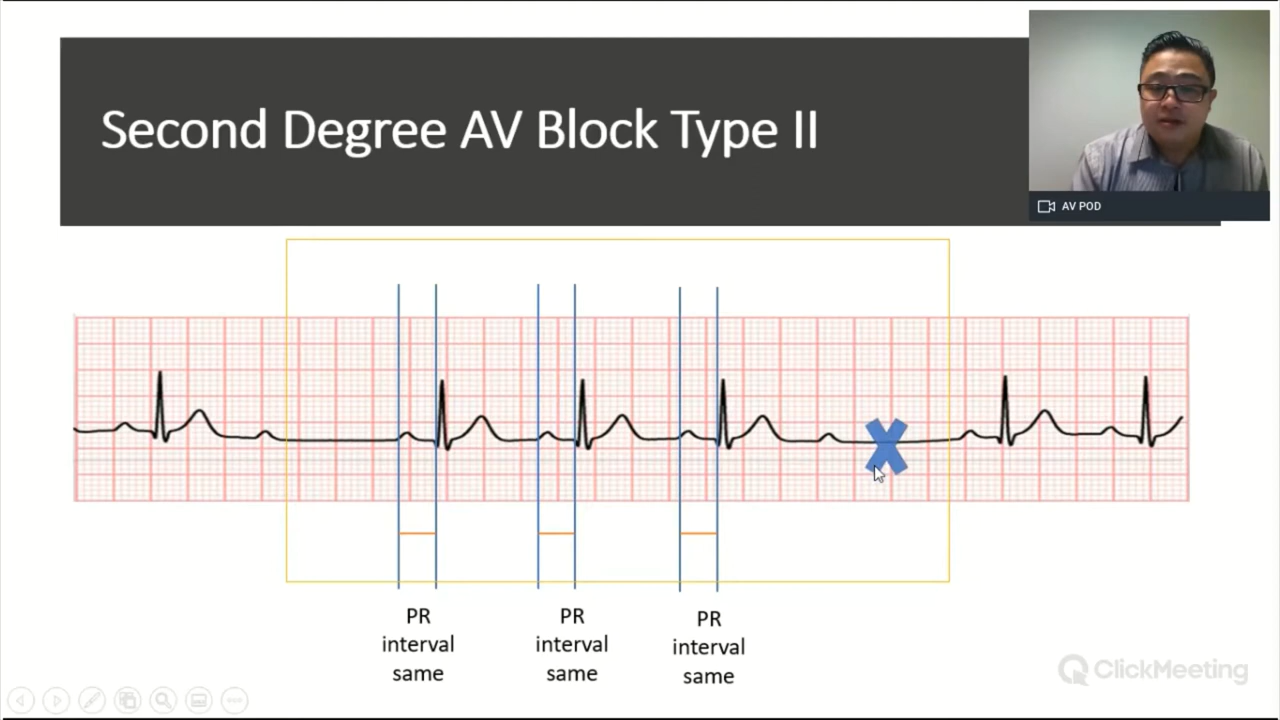 Second Degree AV Block Type II
AV POD
PR
interval
same
PR
interval
same
PR
interval
same
ClickMeeting